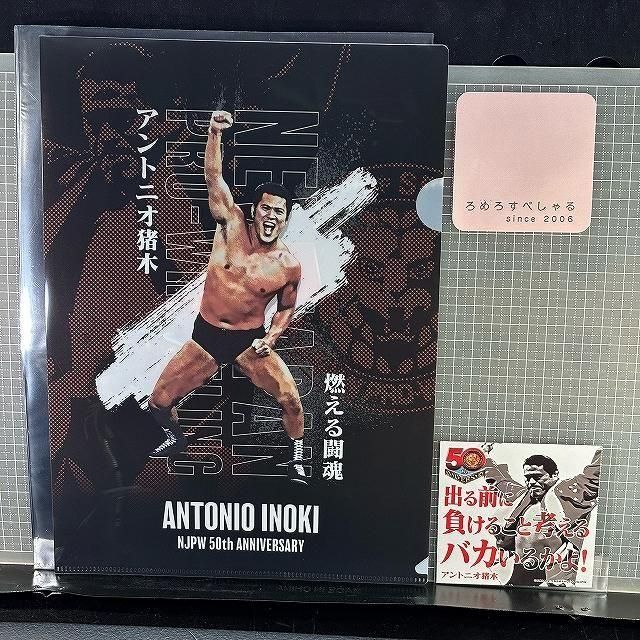 アントニオ猪木
NEW JAPAN
PRO-WRESTLING
燃える闘魂
ANTONIO INOKI
NJPW 50th ANNIVERSARY
ろめろすぺしゃる
since 2006
50
ANNIVERSARY
出る前に
負けること考える
バカいるかよ!
アントニオ猪木